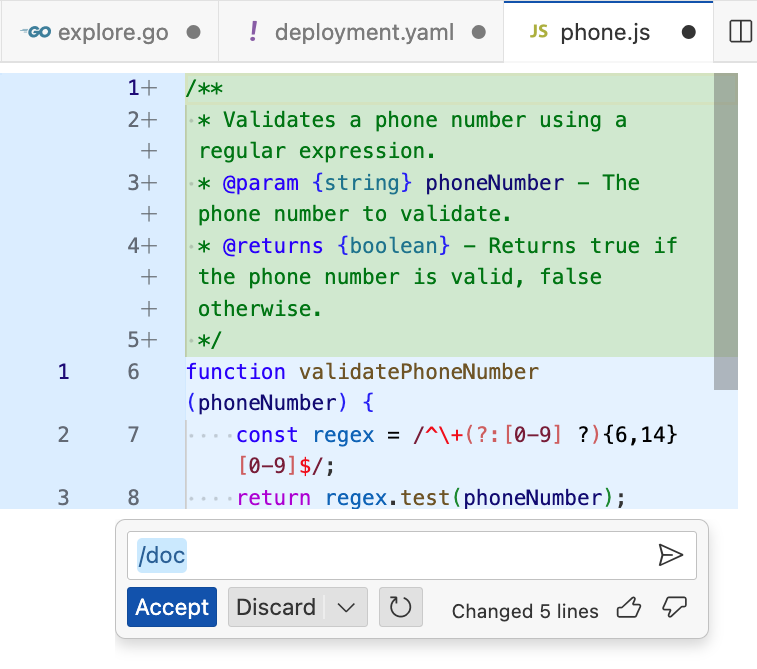 GO explore.go ! deployment.yaml JS phone.js
1+ /**
2+ * Validates a phone number using a
+ regular expression.
3+ * @param {string} phoneNumber – The
+ phone number to validate.
4+ * @returns {boolean} – Returns true if
+ the phone number is valid, false
+ otherwise.
5+ */
1 6 function validatePhoneNumber
(phoneNumber) {
2 7 const regex = /^\+(?:[0-9] ?){6,14}
[0-9]$/;
3 8 return regex.test(phoneNumber);
/doc
Accept Discard Changed 5 lines